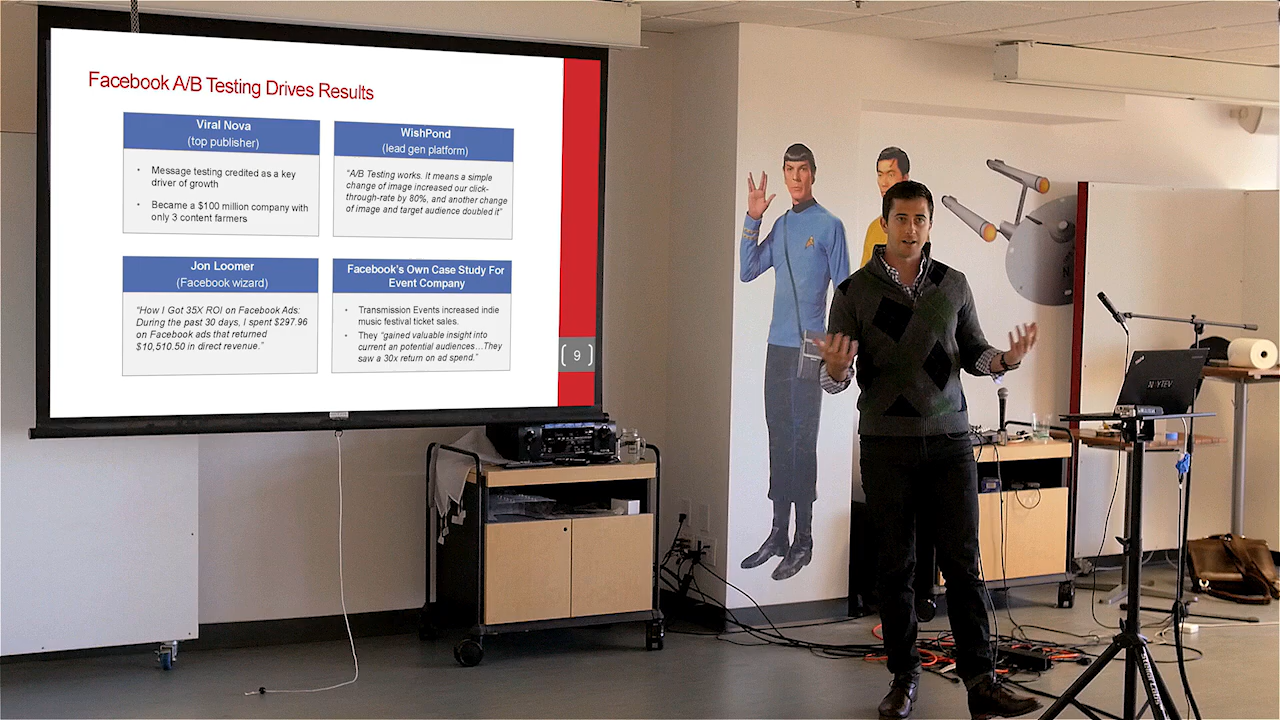 Facebook A/B Testing Drives Results
Viral Nova
(top publisher)
• Message testing credited as a key
driver of growth
• Became a $100 million company with
only 3 content farmers
WishPond
(lead gen platform)
"A/B Testing works. It means a simple
change of image increased our click-
through-rate by 80%, and another change
of image and target audience doubled it"
Jon Loomer
(Facebook wizard)
"How I Got 35X ROI on Facebook Ads:
During the past 30 days, I spent $297.96
on Facebook ads that returned
$10,510.50 in direct revenue."
Facebook's Own Case Study For
Event Company
• Transmission Events increased indie
music festival ticket sales.
• They "gained valuable insight into
current an potential audiences…They
saw a 30x return on ad spend."
9